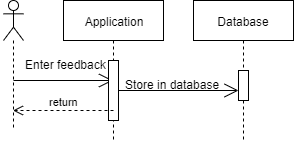 Application
Database
Enter feedback
Store in database
return